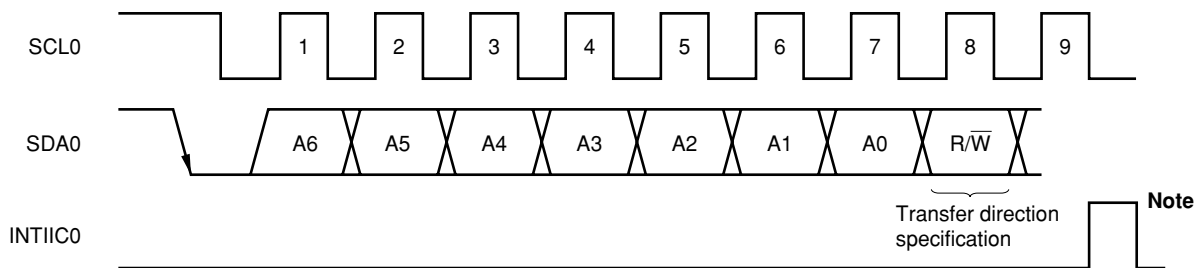 SCL0 1 2 3 4 5 6 7 8 9
SDA0 A6 A5 A4 A3 A2 A1 A0 R/W̅
Transfer direction
specification
Note
INTIIC0